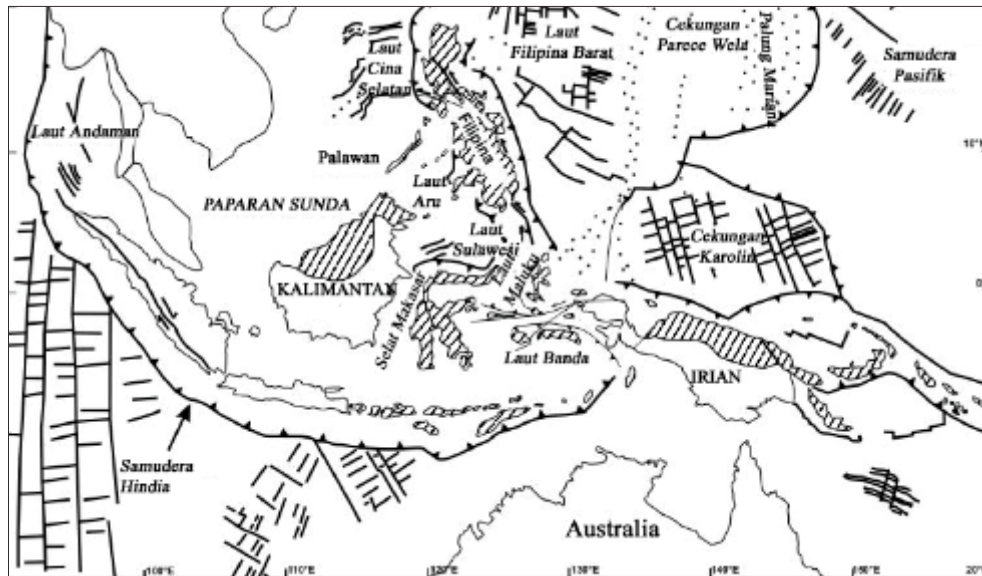 Laut
Cina
Selatan
Laut
Filipina Barat
Cekungan
Parece Wela
Palung Mariana
Samudera
Pasifik
Laut Andaman
Filipina
10°
Palawan
Laut
Aru
PAPARAN SUNDA
Laut
Sulawesi
Cekungan
Karolin
Laut
Maluku
KALIMANTAN
0°
Selat Makasar
Laut Banda
IRIAN
Samudera
Hindia
Australia
100°E
110°E
120°E
130°E
140°E
150°E
20°